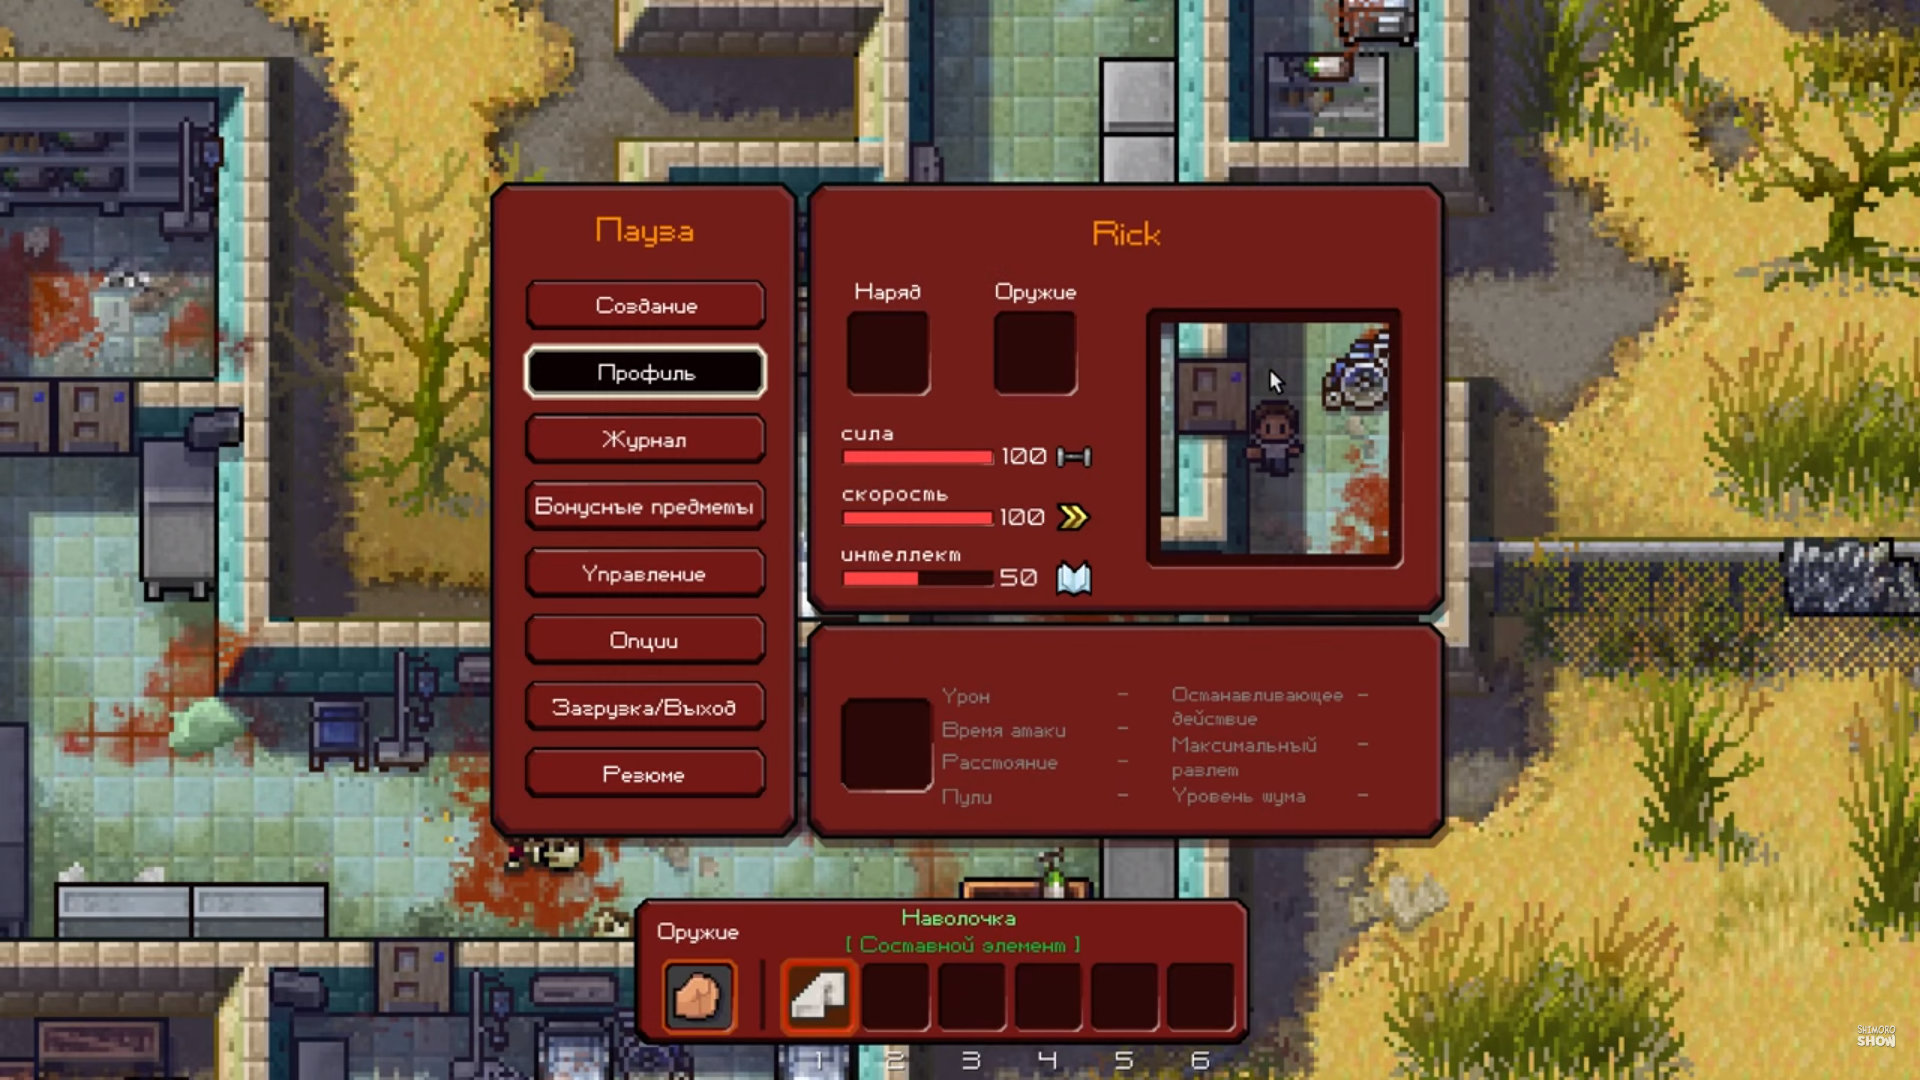 Пауза
Создание
Профиль
Журнал
Бонусные предметы
Управление
Опции
Загрузка/Выход
Резюме
Rick
Наряд
Оружие
сила
100
скорость
100
интеллект
50
Урон -
Время атаки -
Расстояние -
Пули -
Останавливающее -
действие
Максимальный -
разлет
Уровень шума -
Оружие
Наволочка
[ Составной элемент ]
1 2 3 4 5 6
SHIMORO
SHOW